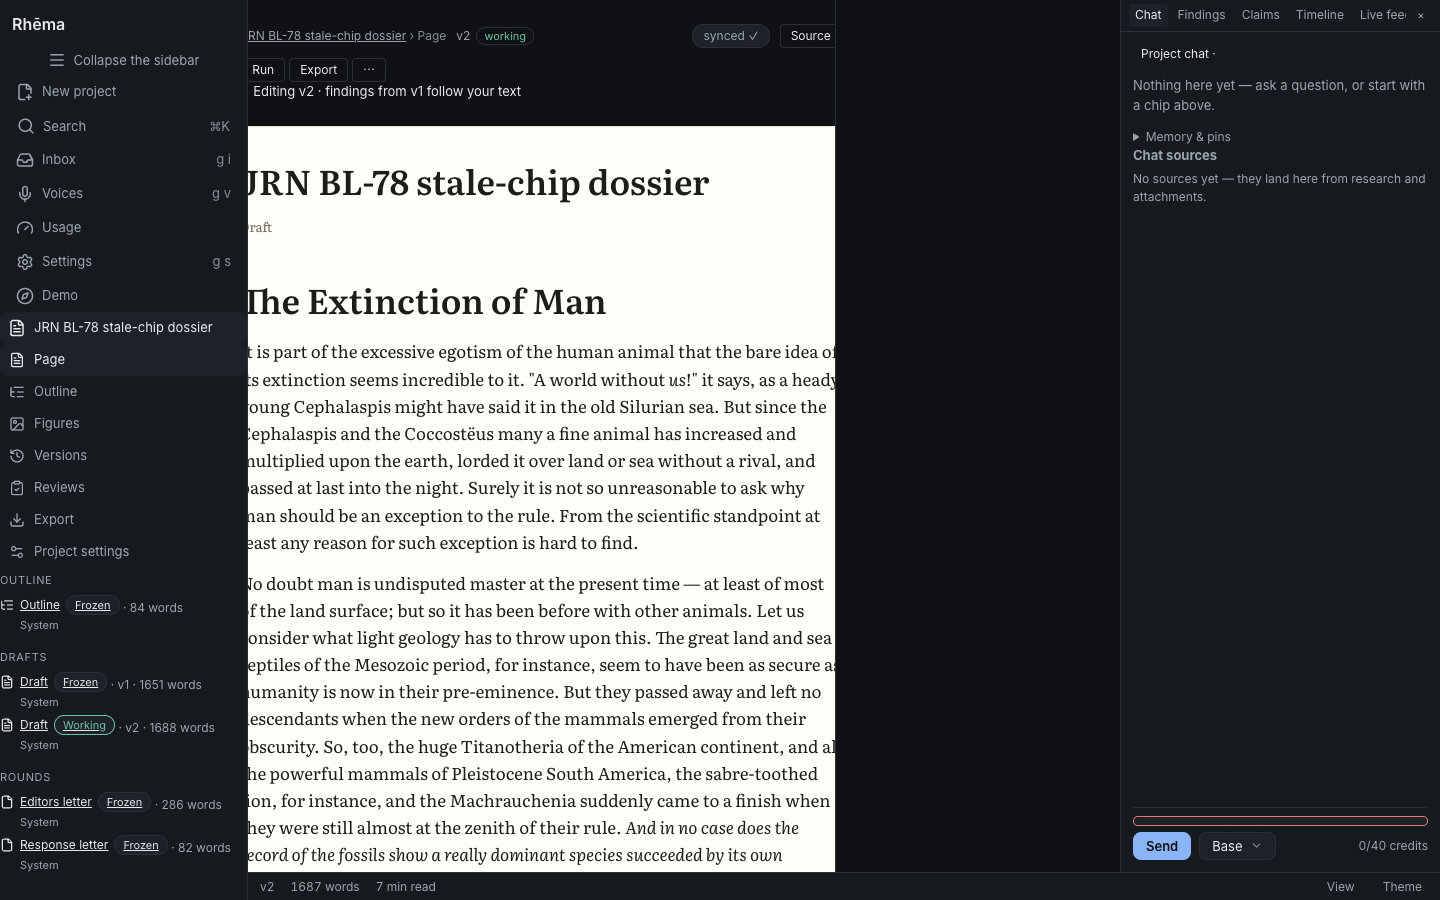 Rhēma
Collapse the sidebar
New project
Search ⌘K
Inbox g i
Voices g v
Usage
Settings g s
Demo
JRN BL-78 stale-chip dossier
Page
Outline
Figures
Versions
Reviews
Export
Project settings
OUTLINE
Outline Frozen · 84 words
System
DRAFTS
Draft Frozen · v1 · 1651 words
System
Draft Working · v2 · 1688 words
System
ROUNDS
Editors letter Frozen · 286 words
System
Response letter Frozen · 82 words
System
RN BL-78 stale-chip dossier › Page v2 working synced ✓ Source
Run Export ···
Editing v2 · findings from v1 follow your text
JRN BL-78 stale-chip dossier
raft
The Extinction of Man
t is part of the excessive egotism of the human animal that the bare idea of
ts extinction seems incredible to it. "A world without us!" it says, as a heady
young Cephalaspis might have said it in the old Silurian sea. But since the
Cephalaspis and the Coccostëus many a fine animal has increased and
multiplied upon the earth, lorded it over land or sea without a rival, and
passed at last into the night. Surely it is not so unreasonable to ask why
man should be an exception to the rule. From the scientific standpoint at
east any reason for such exception is hard to find.
No doubt man is undisputed master at the present time — at least of most
of the land surface; but so it has been before with other animals. Let us
onsider what light geology has to throw upon this. The great land and sea
eptiles of the Mesozoic period, for instance, seem to have been as secure as
humanity is now in their pre-eminence. But they passed away and left no
descendants when the new orders of the mammals emerged from their
obscurity. So, too, the huge Titanotheria of the American continent, and al
he powerful mammals of Pleistocene South America, the sabre-toothed
ion, for instance, and the Machrauchenia suddenly came to a finish when
hey were still almost at the zenith of their rule. And in no case does the
ecord of the fossils show a really dominant species succeeded by its own
v2 1687 words 7 min read
Chat Findings Claims Timeline Live fee ×
Project chat ·
Nothing here yet — ask a question, or start with
a chip above.
Memory & pins
Chat sources
No sources yet — they land here from research and
attachments.
Send Base 0/40 credits
View Theme